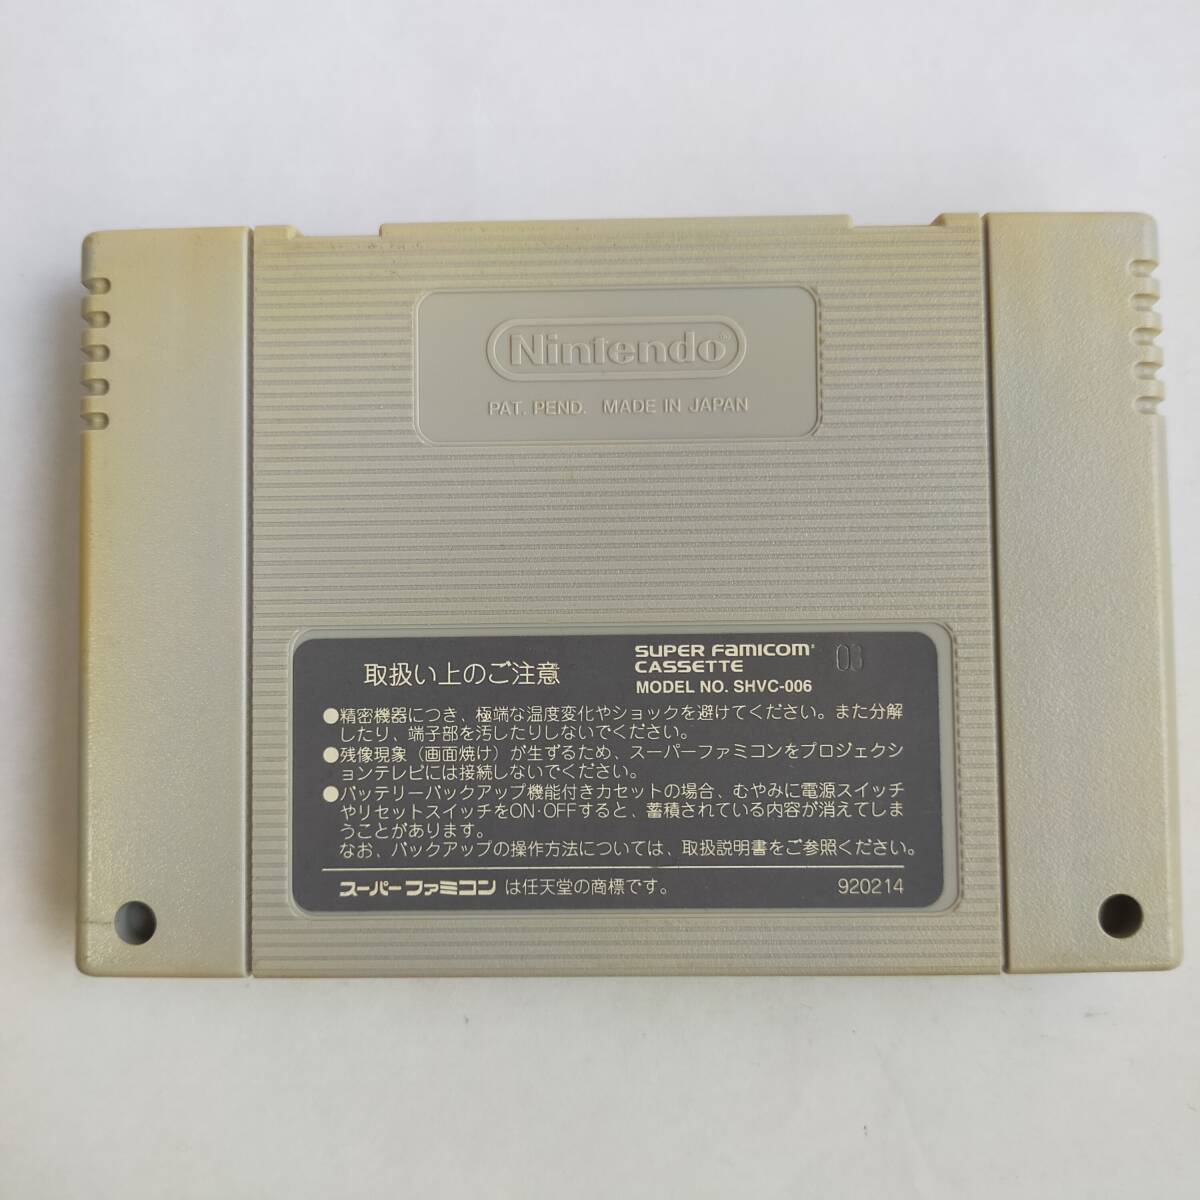 Nintendo
PAT. PEND. MADE IN JAPAN
取扱い上のご注意
SUPER FAMICOM
CASSETTE
MODEL NO. SHVC-006
●精密機器につき、極端な温度変化やショックを避けてください。また分解
したり、端子部を汚したりしないでください。
●残像現象（画面焼け）が生ずるため、スーパーファミコンをプロジェクシ
ョンテレビには接続しないでください。
●バッテリーバックアップ機能付きカセットの場合、むやみに電源スイッチ
やリセットスイッチをON・OFFすると、蓄積されている内容が消えてしま
うことがあります。
なお、バックアップの操作方法については、取扱説明書をご参照ください。
スーパーファミコン は任天堂の商標です。 920214